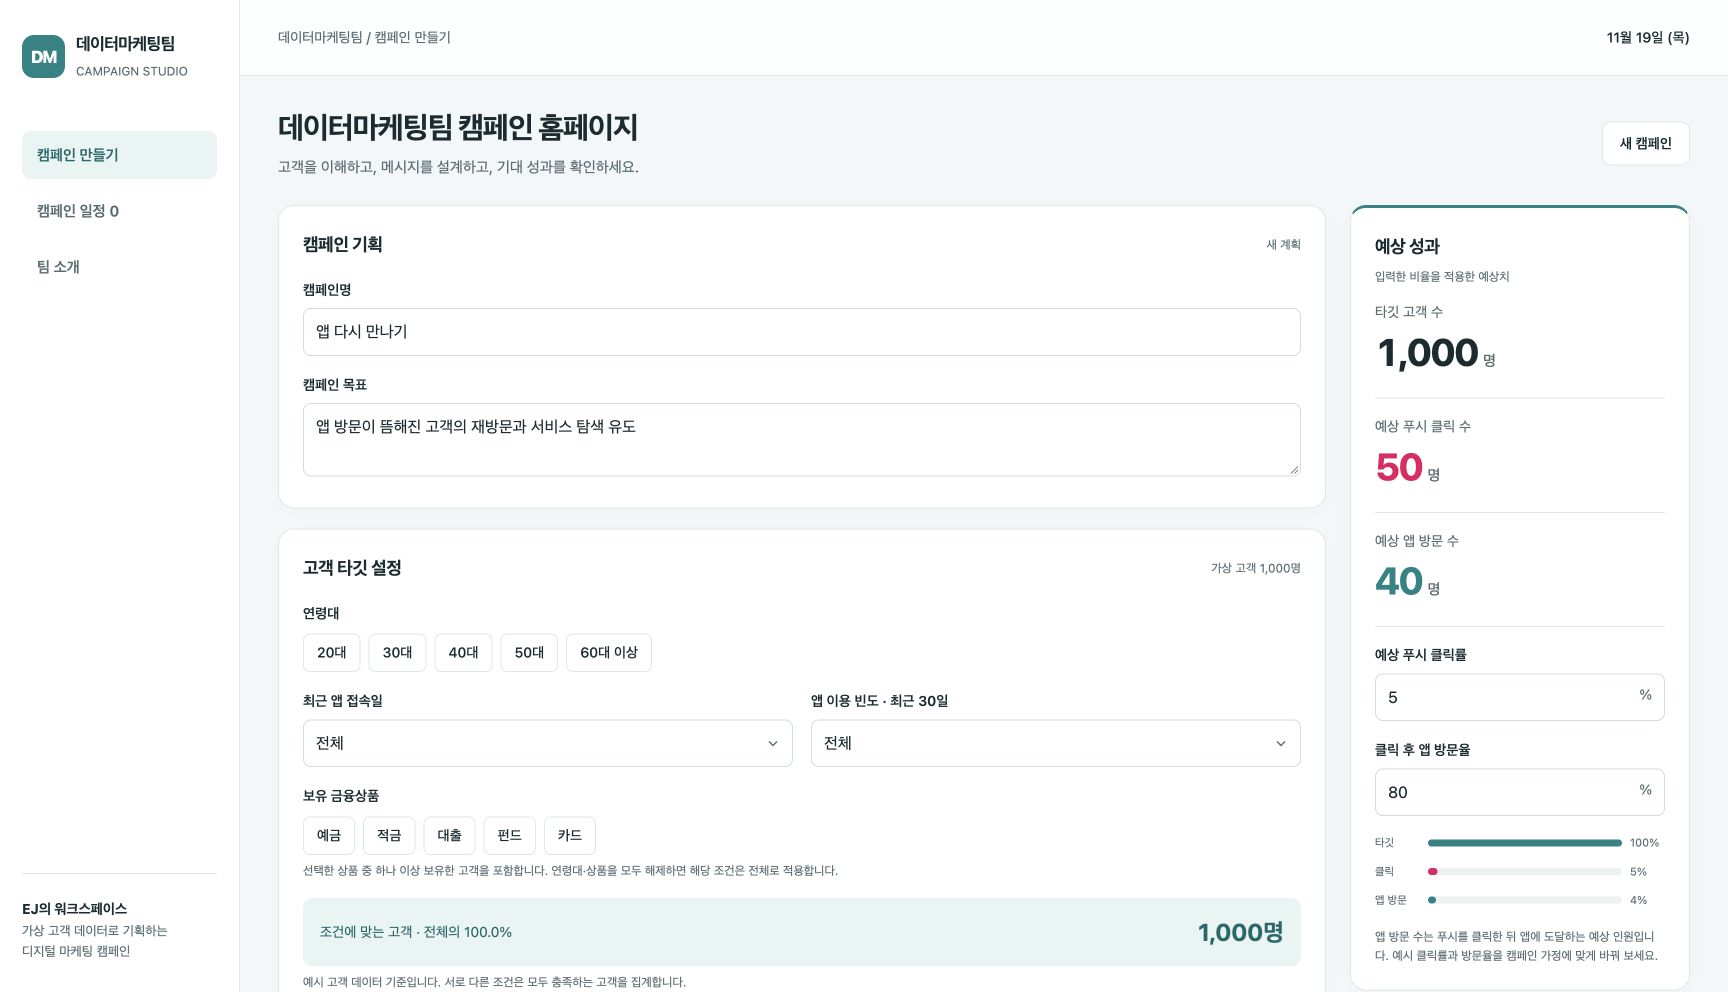 DM
데이터마케팅팀
CAMPAIGN STUDIO
캠페인 만들기
캠페인 일정 0
팀 소개
EJ의 워크스페이스
가상 고객 데이터로 기획하는
디지털 마케팅 캠페인
데이터마케팅팀 / 캠페인 만들기
11월 19일 (목)
데이터마케팅팀 캠페인 홈페이지
고객을 이해하고, 메시지를 설계하고, 기대 성과를 확인하세요.
새 캠페인
캠페인 기획
새 계획
캠페인명
앱 다시 만나기
캠페인 목표
앱 방문이 뜸해진 고객의 재방문과 서비스 탐색 유도
고객 타깃 설정
가상 고객 1,000명
연령대
20대 30대 40대 50대 60대 이상
최근 앱 접속일
전체
앱 이용 빈도 · 최근 30일
전체
보유 금융상품
예금 적금 대출 펀드 카드
선택한 상품 중 하나 이상 보유한 고객을 포함합니다. 연령대·상품을 모두 해제하면 해당 조건은 전체로 적용합니다.
조건에 맞는 고객 · 전체의 100.0%
1,000명
예시 고객 데이터 기준입니다. 서로 다른 조건은 모두 충족하는 고객을 집계합니다.
예상 성과
입력한 비율을 적용한 예상치
타깃 고객 수
1,000 명
예상 푸시 클릭 수
50 명
예상 앱 방문 수
40 명
예상 푸시 클릭률
5 %
클릭 후 앱 방문율
80 %
타깃 100%
클릭 5%
앱 방문 4%
앱 방문 수는 푸시를 클릭한 뒤 앱에 도달하는 예상 인원입니
다. 예시 클릭률과 방문율을 캠페인 가정에 맞게 바꿔 보세요.